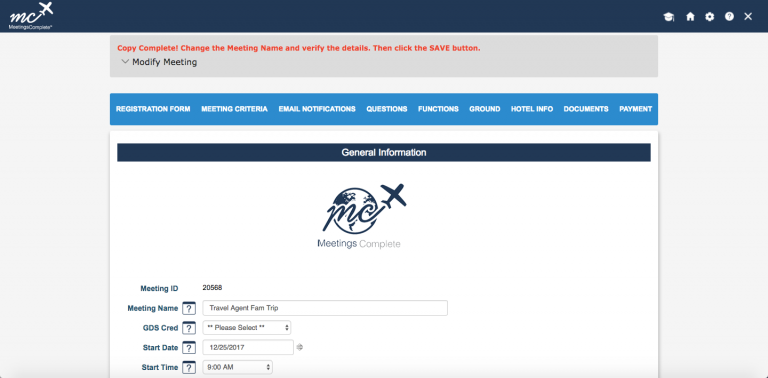 mc
MeetingsComplete
Copy Complete! Change the Meeting Name and verify the details. Then click the SAVE button.
Modify Meeting
REGISTRATION FORM MEETING CRITERIA EMAIL NOTIFICATIONS QUESTIONS FUNCTIONS GROUND HOTEL INFO DOCUMENTS PAYMENT
General Information
mc
Meetings Complete
Meeting ID 20568
Meeting Name ? Travel Agent Fam Trip
GDS Cred ? ** Please Select **
Start Date ? 12/25/2017
Start Time ? 9:00 AM